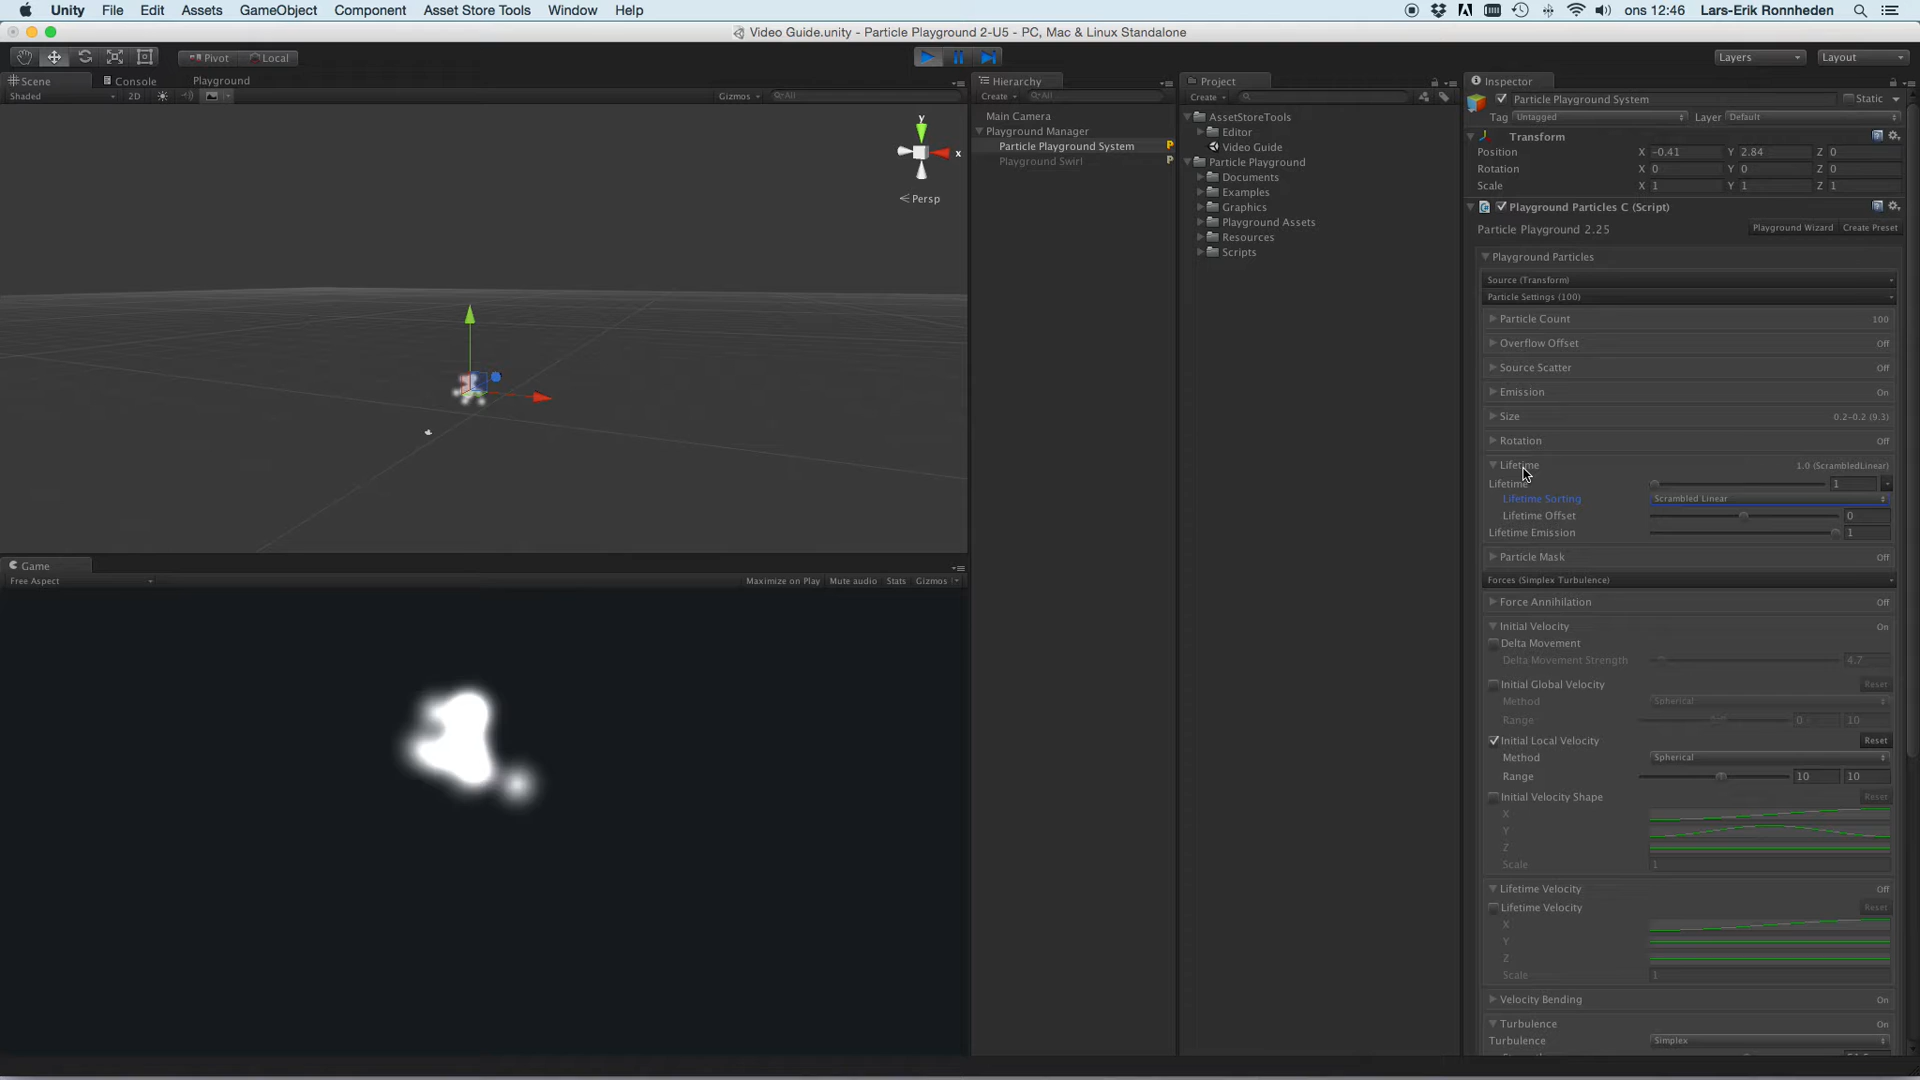 Unity File Edit Assets GameObject Component Asset Store Tools Window Help ons 12:46 Lars-Erik Ronnheden
Video Guide.unity - Particle Playground 2-U5 - PC, Mac & Linux Standalone
Pivot Local Layers Layout
Scene Console Playground
Shaded 2D Gizmos All
y
x
Persp
Game
Free Aspect Maximize on Play Mute audio Stats Gizmos
Hierarchy
Create All
Main Camera
Playground Manager
Particle Playground System P
Playground Swirl P
Project
Create
AssetStoreTools
Editor
Video Guide
Particle Playground
Documents
Examples
Graphics
Playground Assets
Resources
Scripts
Inspector
Particle Playground System Static
Tag Untagged Layer Default
Transform
Position X -0.41 Y 2.84 Z 0
Rotation X 0 Y 0 Z 0
Scale X 1 Y 1 Z 1
Playground Particles C (Script)
Particle Playground 2.25 Playground Wizard Create Preset
Playground Particles
Source (Transform)
Particle Settings (100)
Particle Count 100
Overflow Offset Off
Source Scatter Off
Emission On
Size 0.2-0.2 (9.3)
Rotation Off
Lifetime 1.0 (ScrambledLinear)
Lifetime 1
Lifetime Sorting Scrambled Linear
Lifetime Offset 0
Lifetime Emission 1
Particle Mask Off
Forces (Simplex Turbulence)
Force Annihilation Off
Initial Velocity On
Delta Movement
Delta Movement Strength 4.7
Initial Global Velocity Reset
Method Spherical
Range 0 10
Initial Local Velocity Reset
Method Spherical
Range 10 10
Initial Velocity Shape Reset
X
Y
Z
Scale 1
Lifetime Velocity Off
Lifetime Velocity Reset
X
Y
Z
Scale 1
Velocity Bending On
Turbulence On
Turbulence Simplex